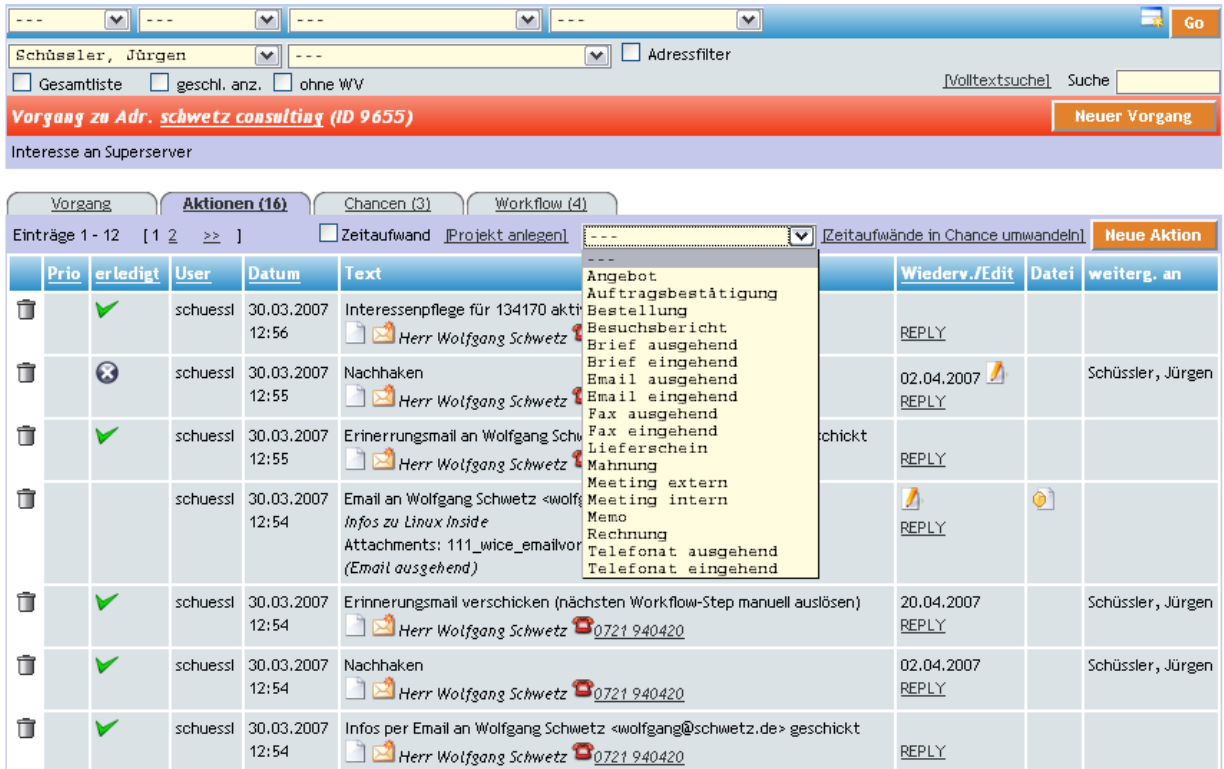 --- --- --- --- Go
Schüssler, Jürgen --- Adressfilter
Gesamtliste geschl. anz. ohne WV [Volltextsuche] Suche
Vorgang zu Adr. schwetz consulting (ID 9655) Neuer Vorgang
Interesse an Superserver
Vorgang Aktionen (16) Chancen (3) Workflow (4)
Einträge 1 - 12 [1 2 >> ] Zeitaufwand [Projekt anlegen] --- [Zeitaufwände in Chance umwandeln] Neue Aktion
---
Angebot
Auftragsbestätigung
Bestellung
Besuchsbericht
Brief ausgehend
Brief eingehend
Email ausgehend
Email eingehend
Fax ausgehend
Fax eingehend
Lieferschein
Mahnung
Meeting extern
Meeting intern
Memo
Rechnung
Telefonat ausgehend
Telefonat eingehend
Prio erledigt User Datum Text Wiederv./Edit Datei weiterg. an
schuessl 30.03.2007 Interessenpflege für 134170
12:56 Herr Wolfgang Schwetz REPLY
schuessl 30.03.2007 Nachhaken 02.04.2007 Schüssler, Jürgen
12:55 Herr Wolfgang Schwetz REPLY
schuessl 30.03.2007 Erinerrungsmail an Wolfgang
12:55 Herr Wolfgang Schwetz REPLY
schuessl 30.03.2007 Email an Wolfgang Schwetz
12:54 Infos zu Linux Inside REPLY
Attachments:
(Email ausgehend)
schuessl 30.03.2007 Erinnerungsmail verschicken (nächsten Workflow-Step manuell auslösen) 20.04.2007 Schüssler, Jürgen
12:54 Herr Wolfgang Schwetz 0721 940420 REPLY
schuessl 30.03.2007 Nachhaken 02.04.2007 Schüssler, Jürgen
12:54 Herr Wolfgang Schwetz 0721 940420 REPLY
schuessl 30.03.2007 Infos per Email an Wolfgang Schwetz <wolfgang@schwetz.de> geschickt
12:54 Herr Wolfgang Schwetz 0721 940420 REPLY